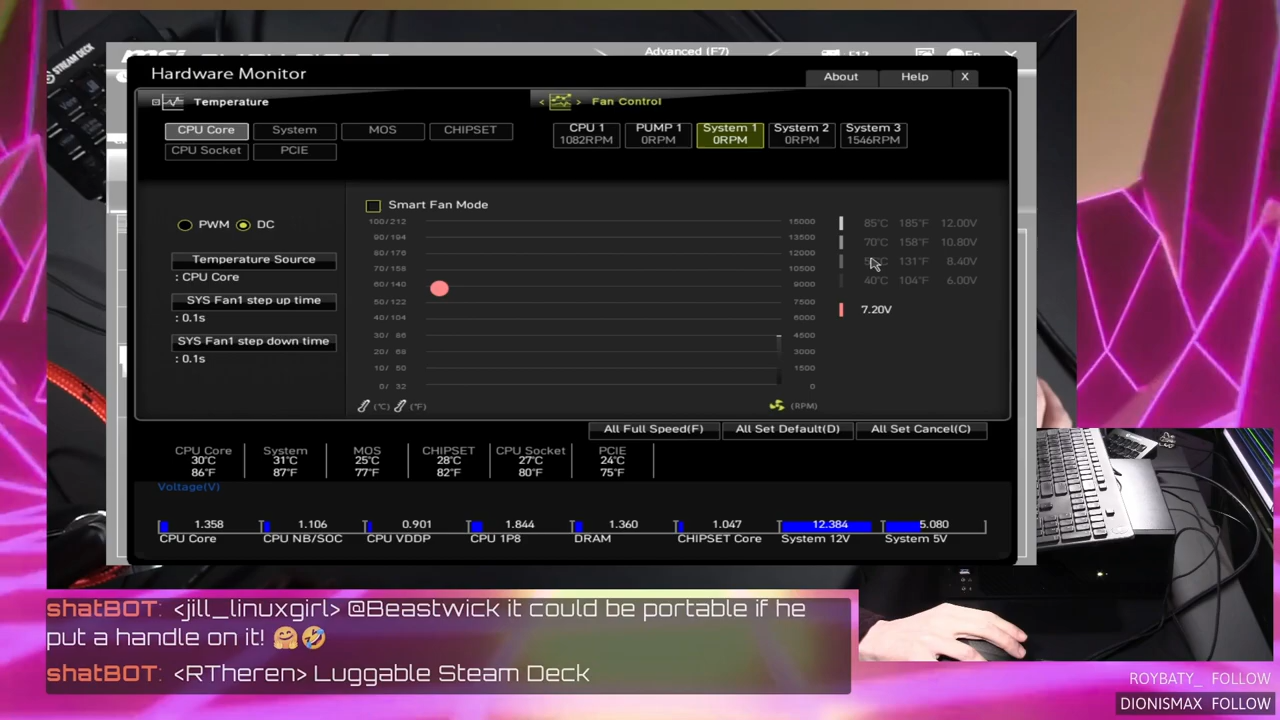 STREAM DECK
msi
Advanced (F7)
F12
En
Hardware Monitor
About
Help
X
Temperature
Fan Control
CPU Core
System
MOS
CHIPSET
CPU Socket
PCIE
CPU 1
1082RPM
PUMP 1
0RPM
System 1
0RPM
System 2
0RPM
System 3
1546RPM
PWM
DC
Temperature Source
: CPU Core
SYS Fan1 step up time
: 0.1s
SYS Fan1 step down time
: 0.1s
Smart Fan Mode
100/212
90/194
80/176
70/158
60/140
50/122
40/104
30/ 86
20/ 68
10/ 50
0/ 32
15000
13500
12000
10500
9000
7500
6000
4500
3000
1500
0
(°C)
(°F)
(RPM)
85°C 185°F 12.00V
70°C 158°F 10.80V
131°F 8.40V
40°C 104°F 6.00V
7.20V
All Full Speed(F)
All Set Default(D)
All Set Cancel(C)
CPU Core
30°C
86°F
System
31°C
87°F
MOS
25°C
77°F
CHIPSET
28°C
82°F
CPU Socket
27°C
80°F
PCIE
24°C
75°F
Voltage(V)
1.358
CPU Core
1.106
CPU NB/SOC
0.901
CPU VDDP
1.844
CPU 1P8
1.360
DRAM
1.047
CHIPSET Core
12.384
System 12V
5.080
System 5V
shatBOT: <jill_linuxgirl> @Beastwick it could be portable if he
put a handle on it! 🤗🤣
shatBOT: <RTheren> Luggable Steam Deck
ROYBATY_ FOLLOW
DIONISMAX FOLLOW